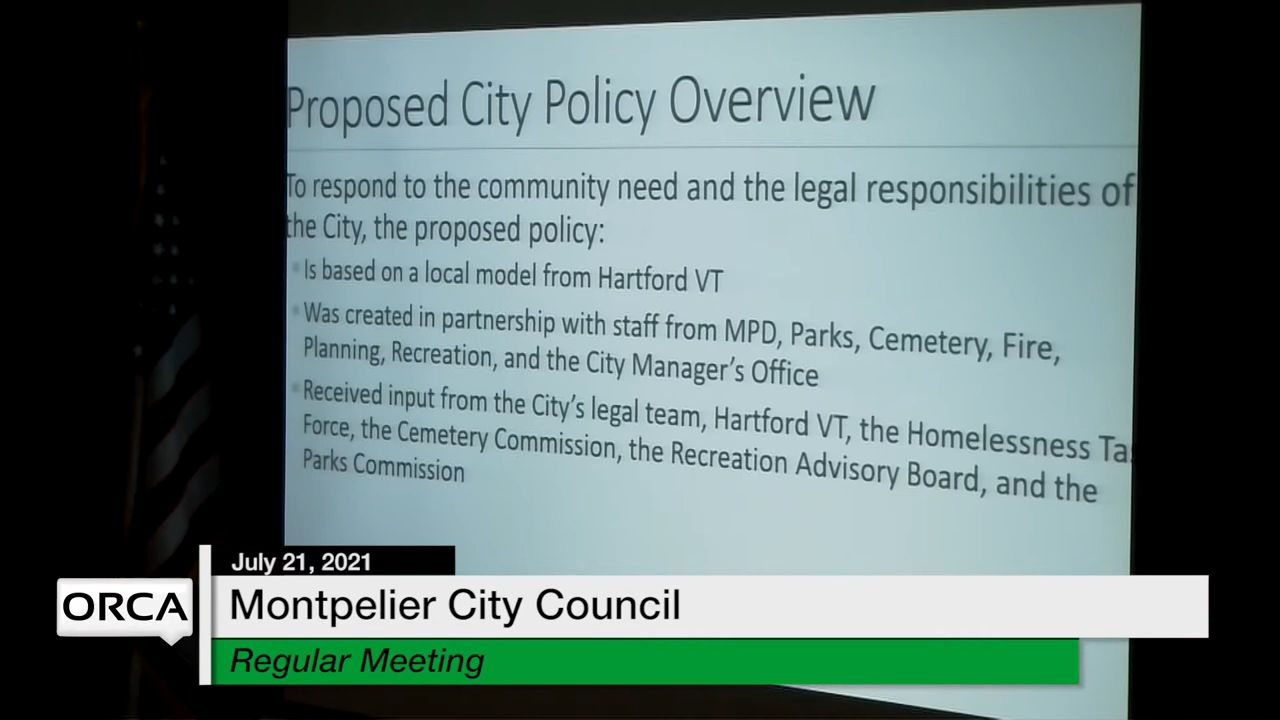 Proposed City Policy Overview
To respond to the community need and the legal responsibilities of
the City, the proposed policy:
Is based on a local model from Hartford VT
Was created in partnership with staff from MPD, Parks, Cemetery, Fire,
Planning, Recreation, and the City Manager's Office
Received input from the City's legal team, Hartford VT, the Homelessness Ta
Force, the Cemetery Commission, the Recreation Advisory Board, and the
Parks Commission
July 21, 2021
ORCA
Montpelier City Council
Regular Meeting